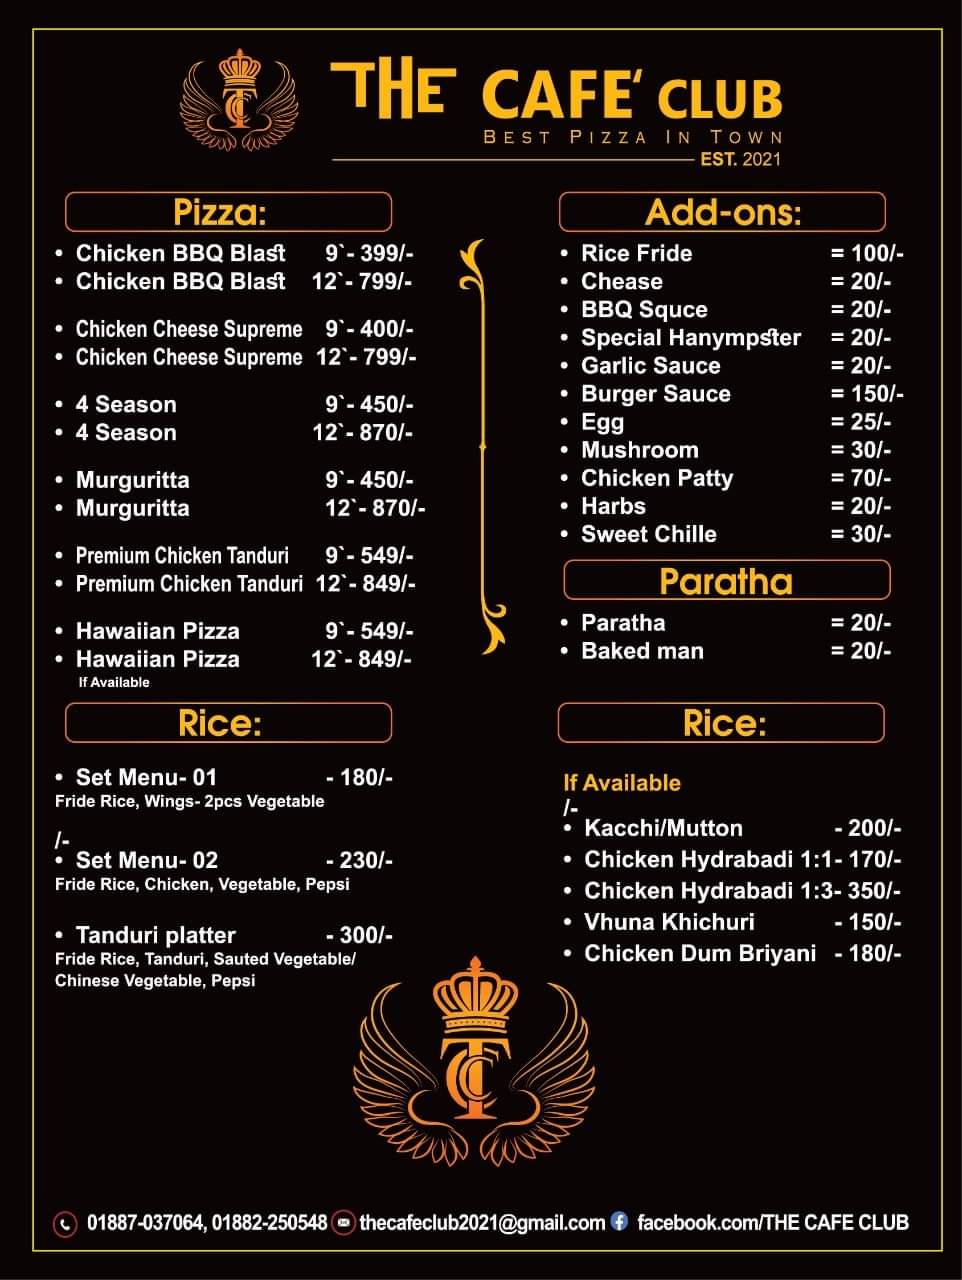 THE CAFE' CLUB
BEST PIZZA IN TOWN
EST. 2021
Pizza:
• Chicken BBQ Blast 9`- 399/-
• Chicken BBQ Blast 12`- 799/-
• Chicken Cheese Supreme 9`- 400/-
• Chicken Cheese Supreme 12`- 799/-
• 4 Season 9`- 450/-
• 4 Season 12`- 870/-
• Murguritta 9`- 450/-
• Murguritta 12`- 870/-
• Premium Chicken Tanduri 9`- 549/-
• Premium Chicken Tanduri 12`- 849/-
• Hawaiian Pizza 9`- 549/-
• Hawaiian Pizza 12`- 849/-
If Available
Add-ons:
• Rice Fride = 100/-
• Chease = 20/-
• BBQ Squce = 20/-
• Special Hanympster = 20/-
• Garlic Sauce = 20/-
• Burger Sauce = 150/-
• Egg = 25/-
• Mushroom = 30/-
• Chicken Patty = 70/-
• Harbs = 20/-
• Sweet Chille = 30/-
Paratha
• Paratha = 20/-
• Baked man = 20/-
Rice:
• Set Menu- 01 - 180/-
Fride Rice, Wings- 2pcs Vegetable
/-
• Set Menu- 02 - 230/-
Fride Rice, Chicken, Vegetable, Pepsi
• Tanduri platter - 300/-
Fride Rice, Tanduri, Sauted Vegetable/
Chinese Vegetable, Pepsi
Rice:
If Available
/-
• Kacchi/Mutton - 200/-
• Chicken Hydrabadi 1:1- 170/-
• Chicken Hydrabadi 1:3- 350/-
• Vhuna Khichuri - 150/-
• Chicken Dum Briyani - 180/-
TCC
01887-037064, 01882-250548 thecafeclub2021@gmail.com facebook.com/THE CAFE CLUB